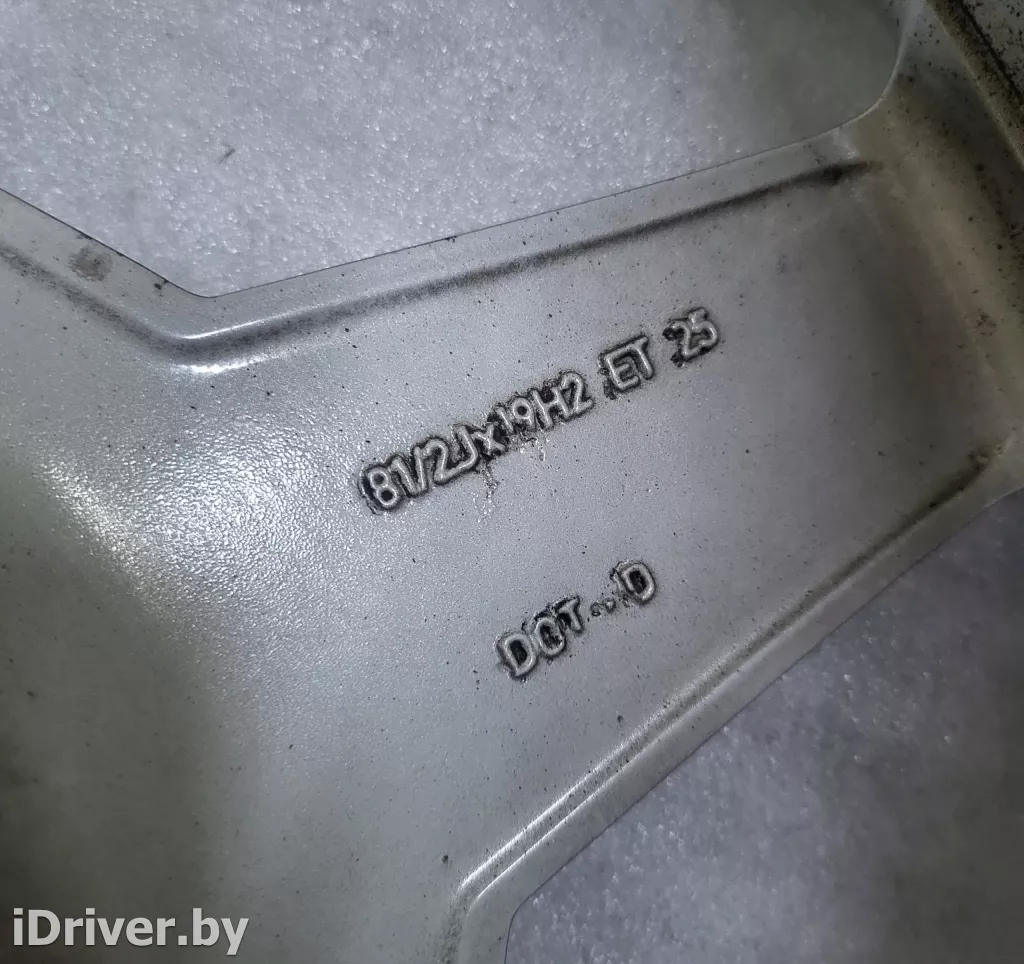 81/2Jx19H2 ET 25
DOT..D
iDriver.by